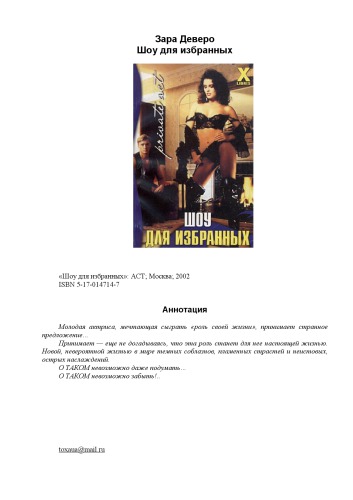 Зара Деверо
Шоу для избранных
X
LIBRIS
private act
ШОУ
ДЛЯ ИЗБРАННЫХ
«Шоу для избранных»: АСТ; Москва; 2002
ISBN 5-17-014714-7
Аннотация
Молодая актриса, мечтающая сыграть «роль своей жизни», принимает странное
предложение…
Принимает — еще не догадываясь, что эта роль станет для нее настоящей жизнью.
Новой, невероятной жизнью в мире темных соблазнов, пламенных страстей и неистовых,
острых наслаждений.
О ТАКОМ невозможно даже подумать…
О ТАКОМ невозможно забыть!..
toxaua@mail.ru